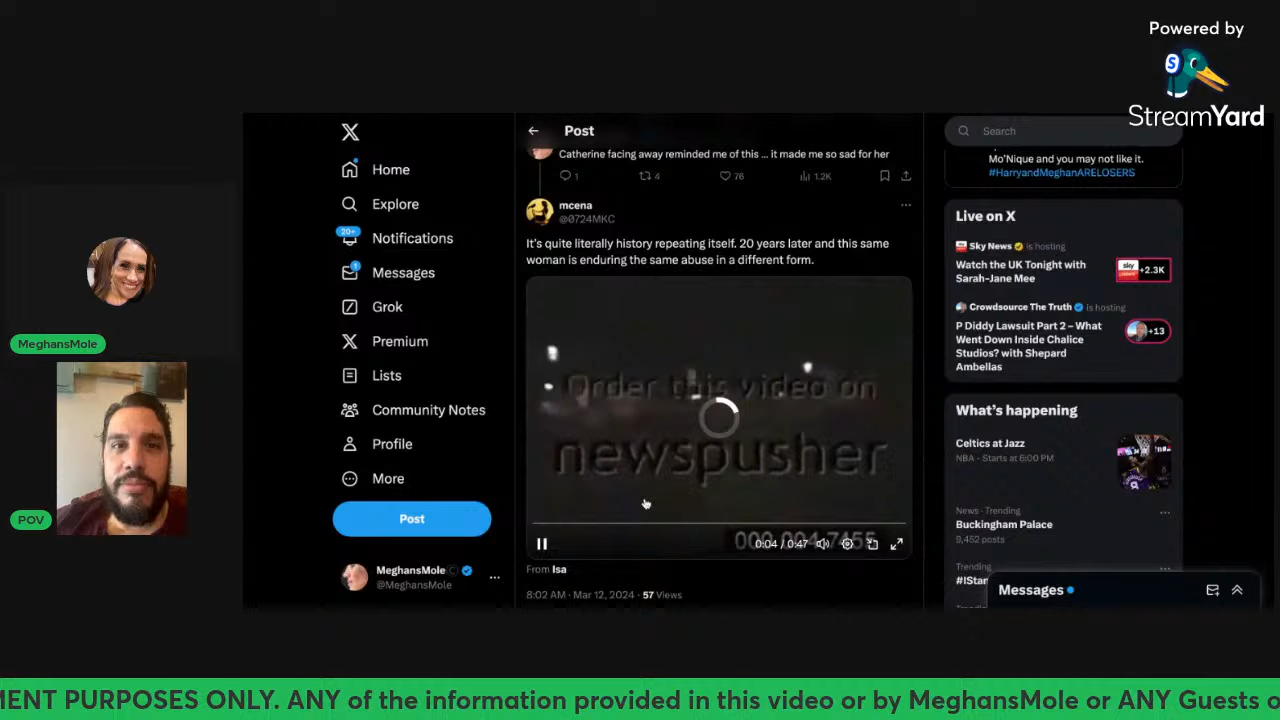 Powered by
StreamYard
MeghansMole
POV
X
Home
Explore
20+
Notifications
1
Messages
Grok
Premium
Lists
Community Notes
Profile
More
Post
MeghansMole
@MeghansMole
Post
Catherine facing away reminded me of this ... it made me so sad for her
1
4
76
1.2K
mcena
@0724MKC
It's quite literally history repeating itself. 20 years later and this same
woman is enduring the same abuse in a different form.
Order this video on
newspusher
0:04 / 0:47
From Isa
8:02 AM · Mar 12, 2024 · 57 Views
Search
Mo'Nique and you may not like it.
#HarryandMeghanARELOSERS
Live on X
Sky News is hosting
Watch the UK Tonight with
Sarah-Jane Mee
sky
+2.3K
Crowdsource The Truth is hosting
P Diddy Lawsuit Part 2 – What
Went Down Inside Chalice
Studios? with Shepard
Ambellas
+13
What's happening
Celtics at Jazz
NBA · Starts at 6:00 PM
News · Trending
Buckingham Palace
9,452 posts
Trending
Messages
MENT PURPOSES ONLY. ANY of the information provided in this video or by MeghansMole or ANY Guests